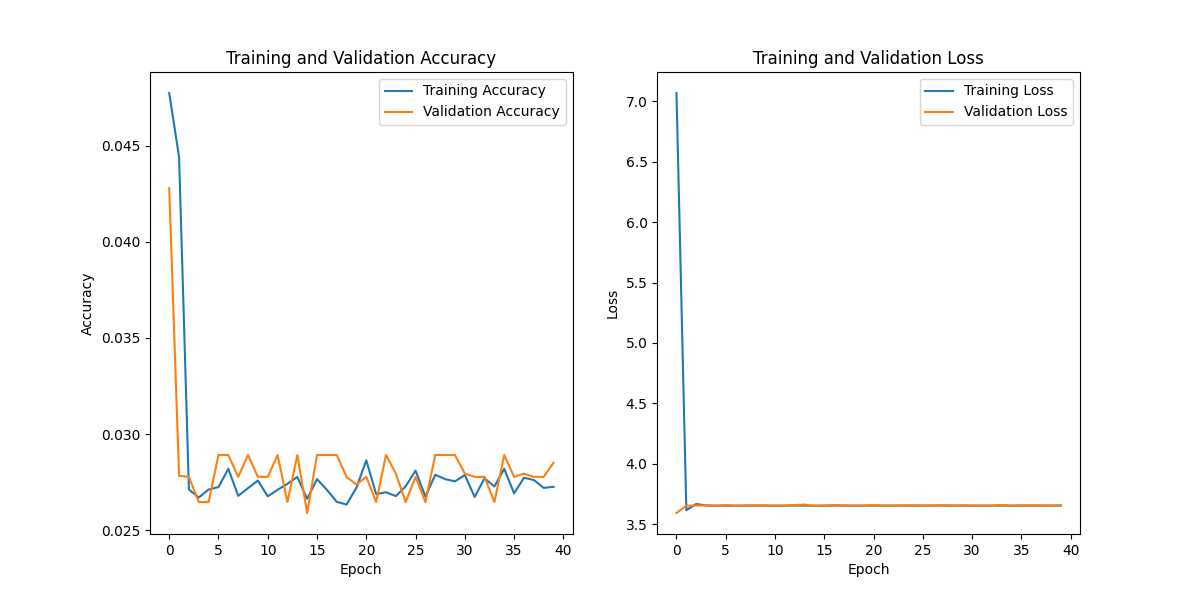 Training and Validation Accuracy
Training Accuracy
Validation Accuracy
0.045
0.040
0.035
0.030
0.025
Accuracy
0 5 10 15 20 25 30 35 40
Epoch
Training and Validation Loss
Training Loss
Validation Loss
7.0
6.5
6.0
5.5
5.0
4.5
4.0
3.5
Loss
0 5 10 15 20 25 30 35 40
Epoch